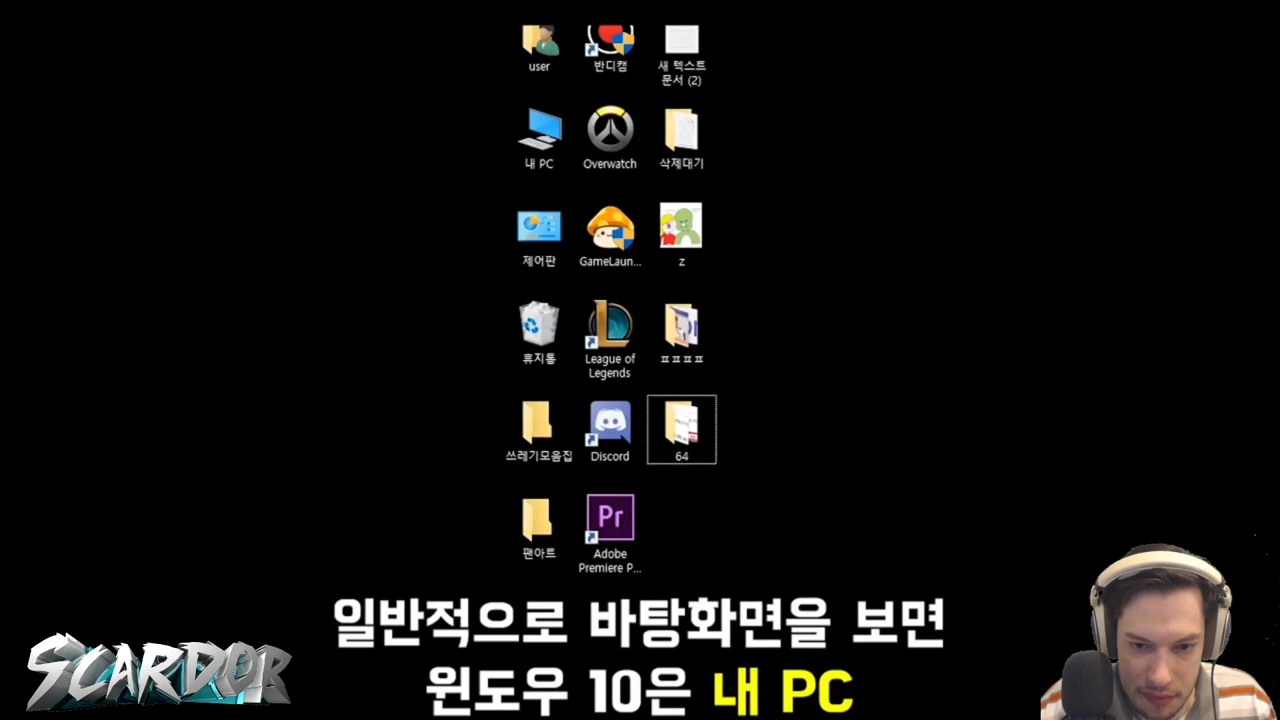 user
반디캠
새 텍스트
문서 (2)
내 PC
Overwatch
삭제대기
제어판
GameLaun...
z
휴지통
League of
Legends
ㅍㅍㅍㅍ
쓰레기모음집
Discord
64
팬아트
Pr
Adobe
Premiere P...
일반적으로 바탕화면을 보면
윈도우 10은 내 PC
SCARDOR